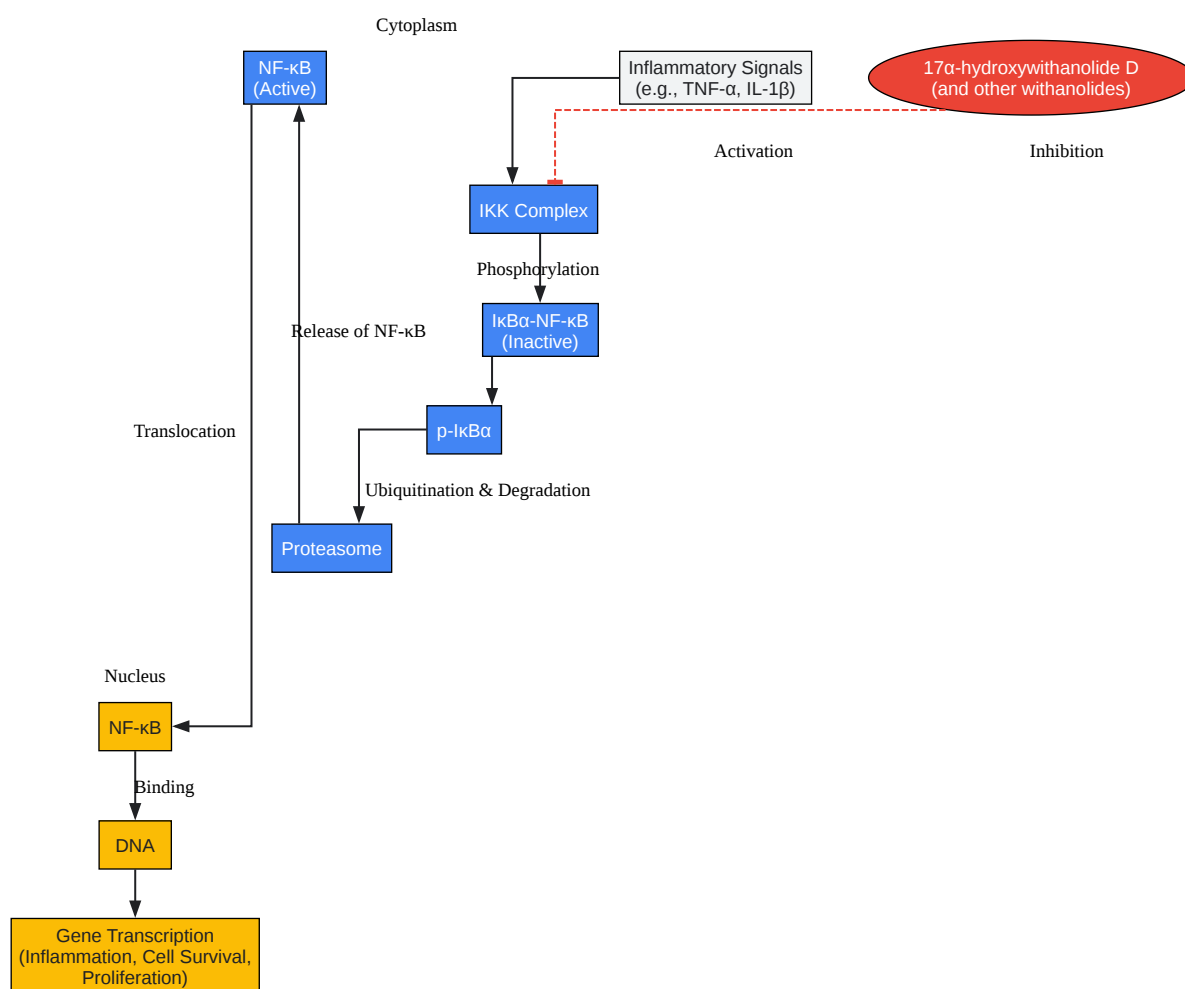 Cytoplasm
NF-κB
(Active)
Inflammatory Signals
(e.g., TNF-α, IL-1β)
17α-hydroxywithanolide D
(and other withanolides)
Activation
Inhibition
IKK Complex
Phosphorylation
IκBα-NF-κB
(Inactive)
Release of NF-κB
p-IκBα
Translocation
Ubiquitination & Degradation
Proteasome
Nucleus
NF-κB
Binding
DNA
Gene Transcription
(Inflammation, Cell Survival,
Proliferation)